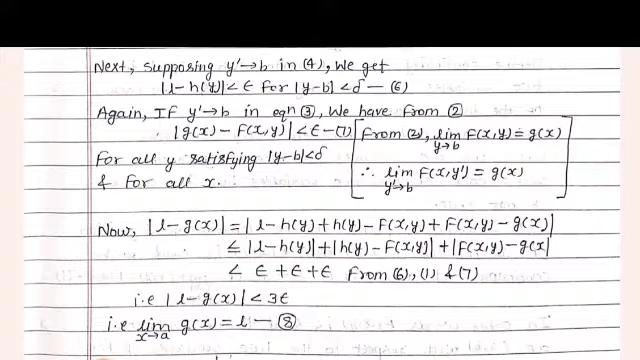 Next, Supposing y'→b in (4), We get
|l-h(y)|<ϵ For |y-b|<δ — (6)
Again, If y'→b in eqn ③, We have From ②
∴ |g(x)-F(x,y)|<ϵ—(7)
For all y satisfying |y-b|<δ
& For all x.
From (2), lim y→b F(x,y) = g(x)
∴ lim y'→b F(x,y') = g(x)
Now, |l-g(x)| = |l-h(y)+h(y)-F(x,y)+F(x,y)-g(x)|
≤ |l-h(y)|+|h(y)-F(x,y)|+|F(x,y)-g(x)|
< ϵ+ϵ+ϵ From (6), (1) & (7)
i.e |l-g(x)|<3ϵ
i.e lim x→a g(x) = l — ⑧